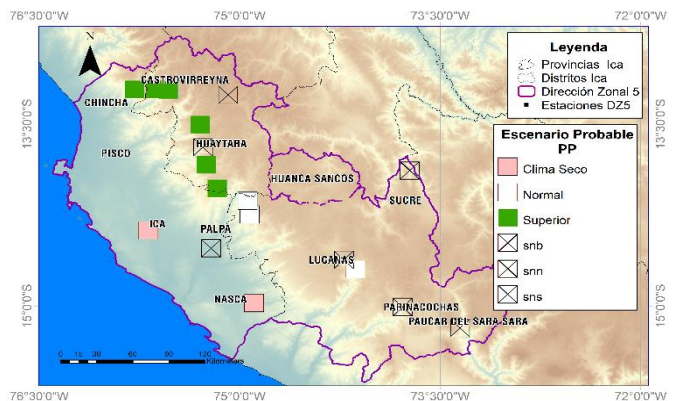 76°30'0"W 75°0'0"W 73°30'0"W 72°0'0"W
N
Leyenda
Provincias Ica
Distritos Ica
Dirección Zonal 5
Estaciones DZ5
CASTROVIRREYNA
CHINCHA
13°30'0"S
13°30'0"S
Escenario Probable
PP
HUAYTARA
PISCO
Clima Seco
HUANCA SANCOS
Normal
SUCRE
Superior
ICA
PALPA
snb
LUCANAS
snn
NASCA
sns
15°0'0"S
15°0'0"S
PARINACOCHAS
PAUCAR DEL SARA SARA
0 15 30 60 90 120
Kilometers
76°30'0"W 75°0'0"W 73°30'0"W 72°0'0"W